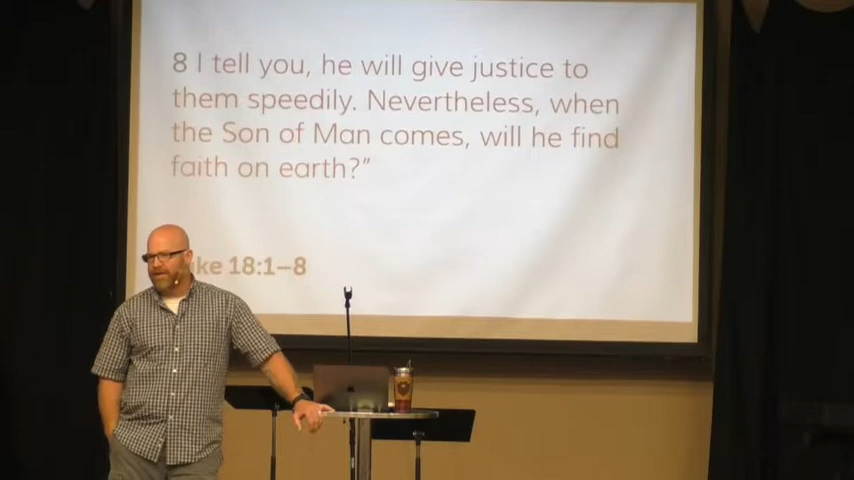 8 I tell you, he will give justice to
them speedily. Nevertheless, when
the Son of Man comes, will he find
faith on earth?”
ke 18:1–8